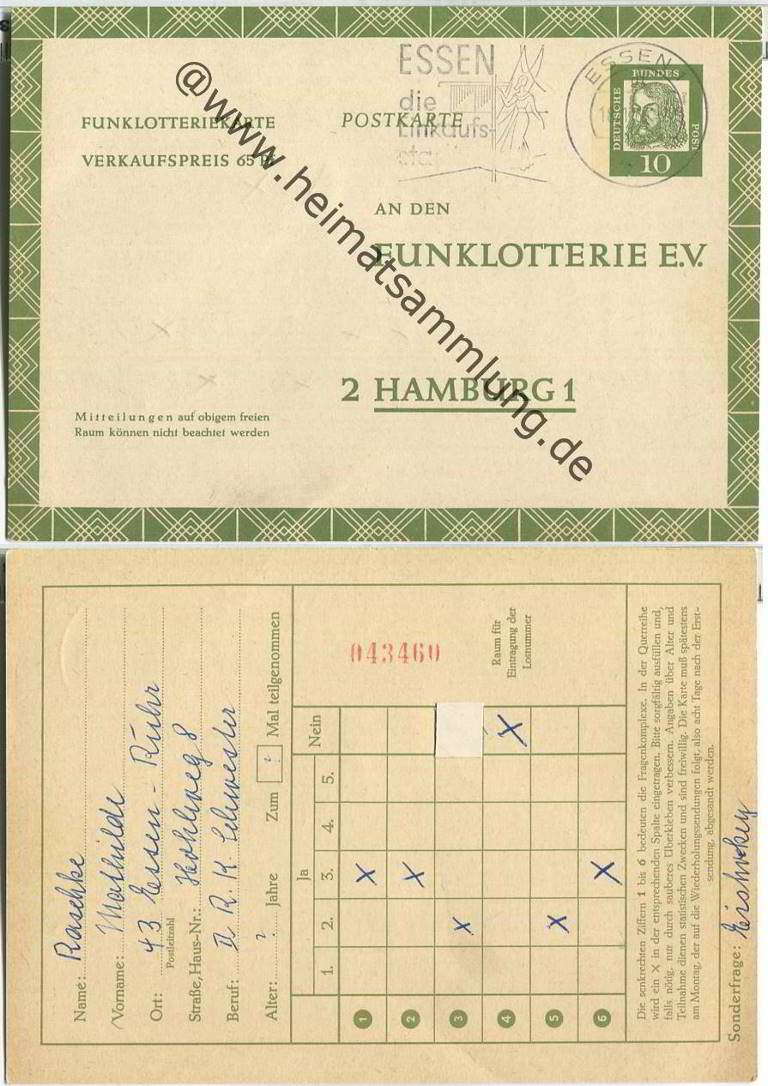 ESSEN
die
Einkaufs-
ESSEN
DEUTSCHE
BUNDES
POST
10
FUNKLOTTERIEKARTE
POSTKARTE
VERKAUFSPREIS 65 Pf
AN DEN
FUNKLOTTERIE E.V.
2 HAMBURG 1
Mitteilungen auf obigem freien
Raum können nicht beachtet werden
@www.heimatsammlung.de
Name: Raschke
Vorname: Mathilde
Ort: 43 Essen-Ruhr
Postleitzahl
Straße, Haus-Nr.: Hohlweg 8
Beruf: D.R.K. Schwester
Alter: ? Jahre Zum ? Mal teilgenommen
Ja
Nein
1. 2. 3. 4. 5.
043460
Raum für
Eintragung der
Losnummer
1 X
2 X
3 X
4 X
5 X
6 X
Die senkrechten Ziffern 1 bis 6 bedeuten die Fragenkomplexe. In der Querreihe
wird ein X in der entsprechenden Spalte eingetragen. Bitte sorgfältig ausfüllen und,
falls nötig, nur durch sauberes Überkleben verbessern. Angaben über Alter und
Teilnahme dienen statistischen Zwecken und sind freiwillig. Die Karte muß spätestens
am Montag, der auf die Wiederholungssendungen folgt, also acht Tage nach der Erst-
sendung, abgesandt werden.
Sonderfrage: Eishockey